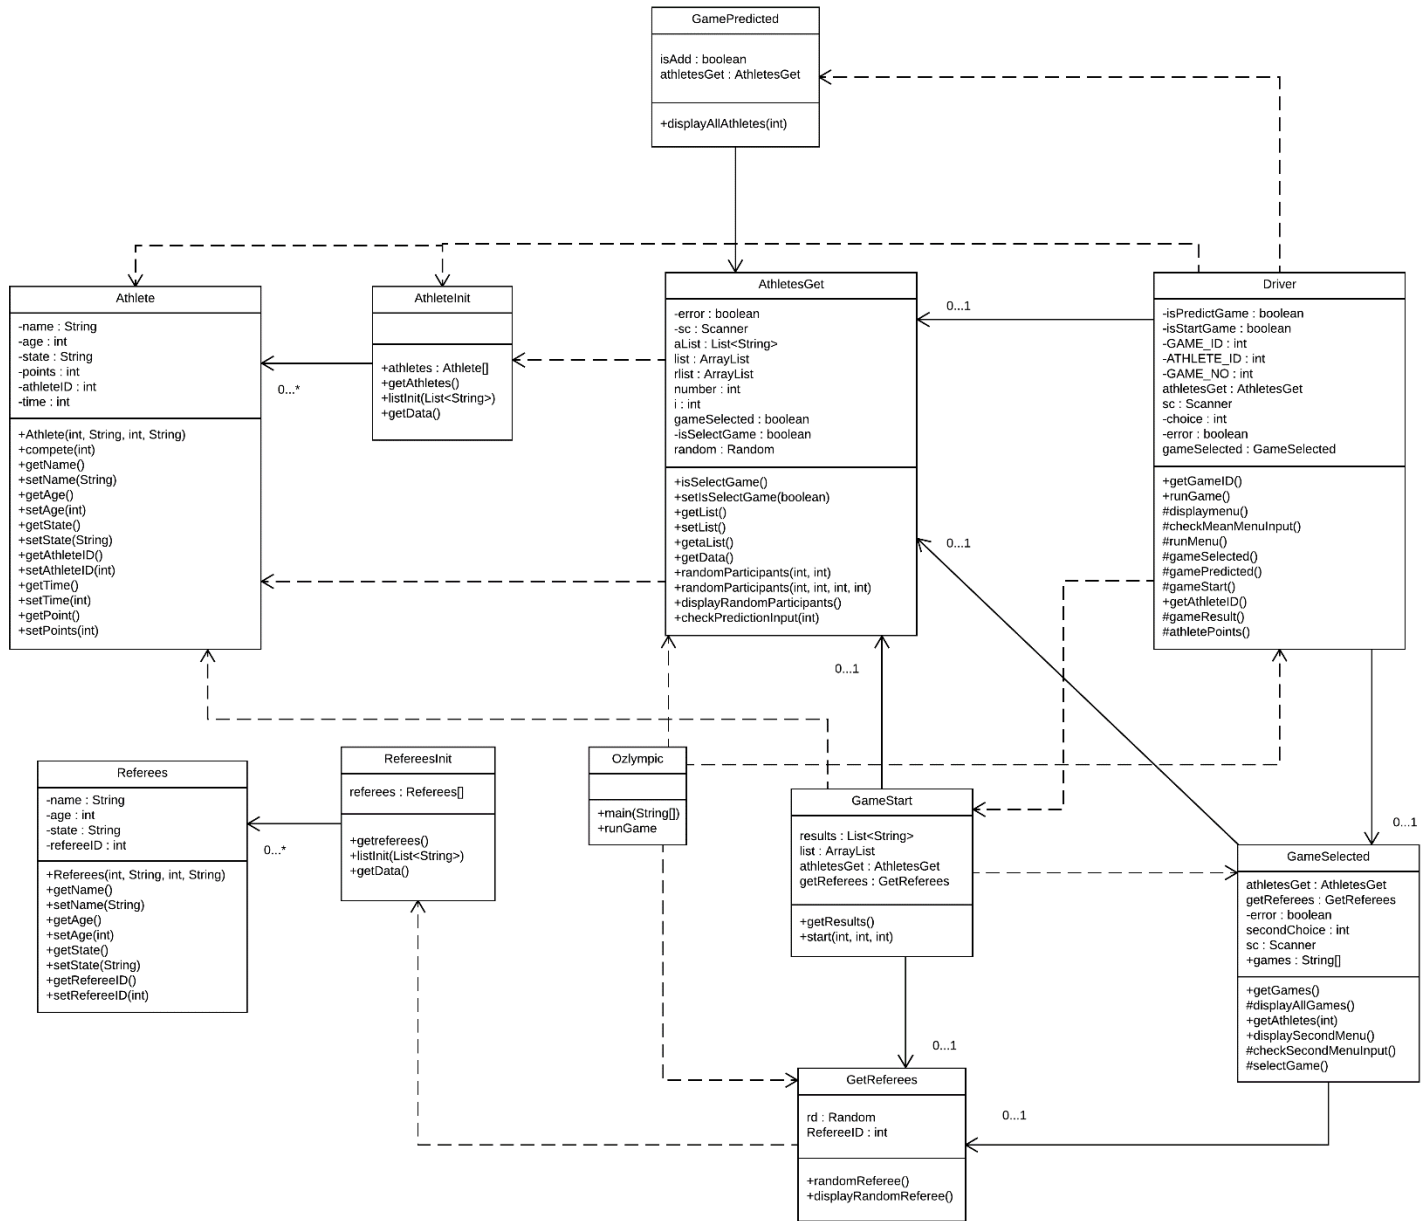 GamePredicted
isAdd : boolean
athletesGet : AthletesGet
+displayAllAthletes(int)
Athlete
-name : String
-age : int
-state : String
-points : int
-athleteID : int
-time : int
+Athlete(int, String, int, String)
+compete(int)
+getName()
+setName(String)
+getAge()
+setAge(int)
+getState()
+setState(String)
+getAthleteID()
+setAthleteID(int)
+getTime()
+setTime(int)
+getPoint()
+setPoints(int)
0...*
AthleteInit
+athletes : Athlete[]
+getAthletes()
+listInit(List<String>)
+getData()
AthletesGet
-error : boolean
-sc : Scanner
aList : List<String>
list : ArrayList
rlist : ArrayList
number : int
i : int
gameSelected : boolean
-isSelectGame : boolean
random : Random
+isSelectGame()
+setIsSelectGame(boolean)
+getList()
+setList()
+getaList()
+getData()
+randomParticipants(int, int)
+randomParticipants(int, int, int, int)
+displayRandomParticipants()
+checkPredictionInput(int)
0...1
0...1
0...1
Driver
-isPredictGame : boolean
-isStartGame : boolean
-GAME_ID : int
-ATHLETE_ID : int
-GAME_NO : int
athletesGet : AthletesGet
sc : Scanner
-choice : int
-error : boolean
gameSelected : GameSelected
+getGameID()
+runGame()
#displaymenu()
#checkMeanMenuInput()
#runMenu()
#gameSelected()
#gamePredicted()
#gameStart()
+getAthleteID()
#gameResult()
#athletePoints()
0...1
Referees
-name : String
-age : int
-state : String
-refereeID : int
+Referees(int, String, int, String)
+getName()
+setName(String)
+getAge()
+setAge(int)
+getState()
+setState(String)
+getRefereeID()
+setRefereeID(int)
0...*
RefereesInit
referees : Referees[]
+getreferees()
+listInit(List<String>)
+getData()
Ozlympic
+main(String[])
+runGame
GameStart
results : List<String>
list : ArrayList
athletesGet : AthletesGet
getReferees : GetReferees
+getResults()
+start(int, int, int)
0...1
GameSelected
athletesGet : AthletesGet
getReferees : GetReferees
-error : boolean
secondChoice : int
sc : Scanner
+games : String[]
+getGames()
#displayAllGames()
+getAthletes(int)
+displaySecondMenu()
#checkSecondMenuInput()
#selectGame()
0...1
GetReferees
rd : Random
RefereeID : int
+randomReferee()
+displayRandomReferee()